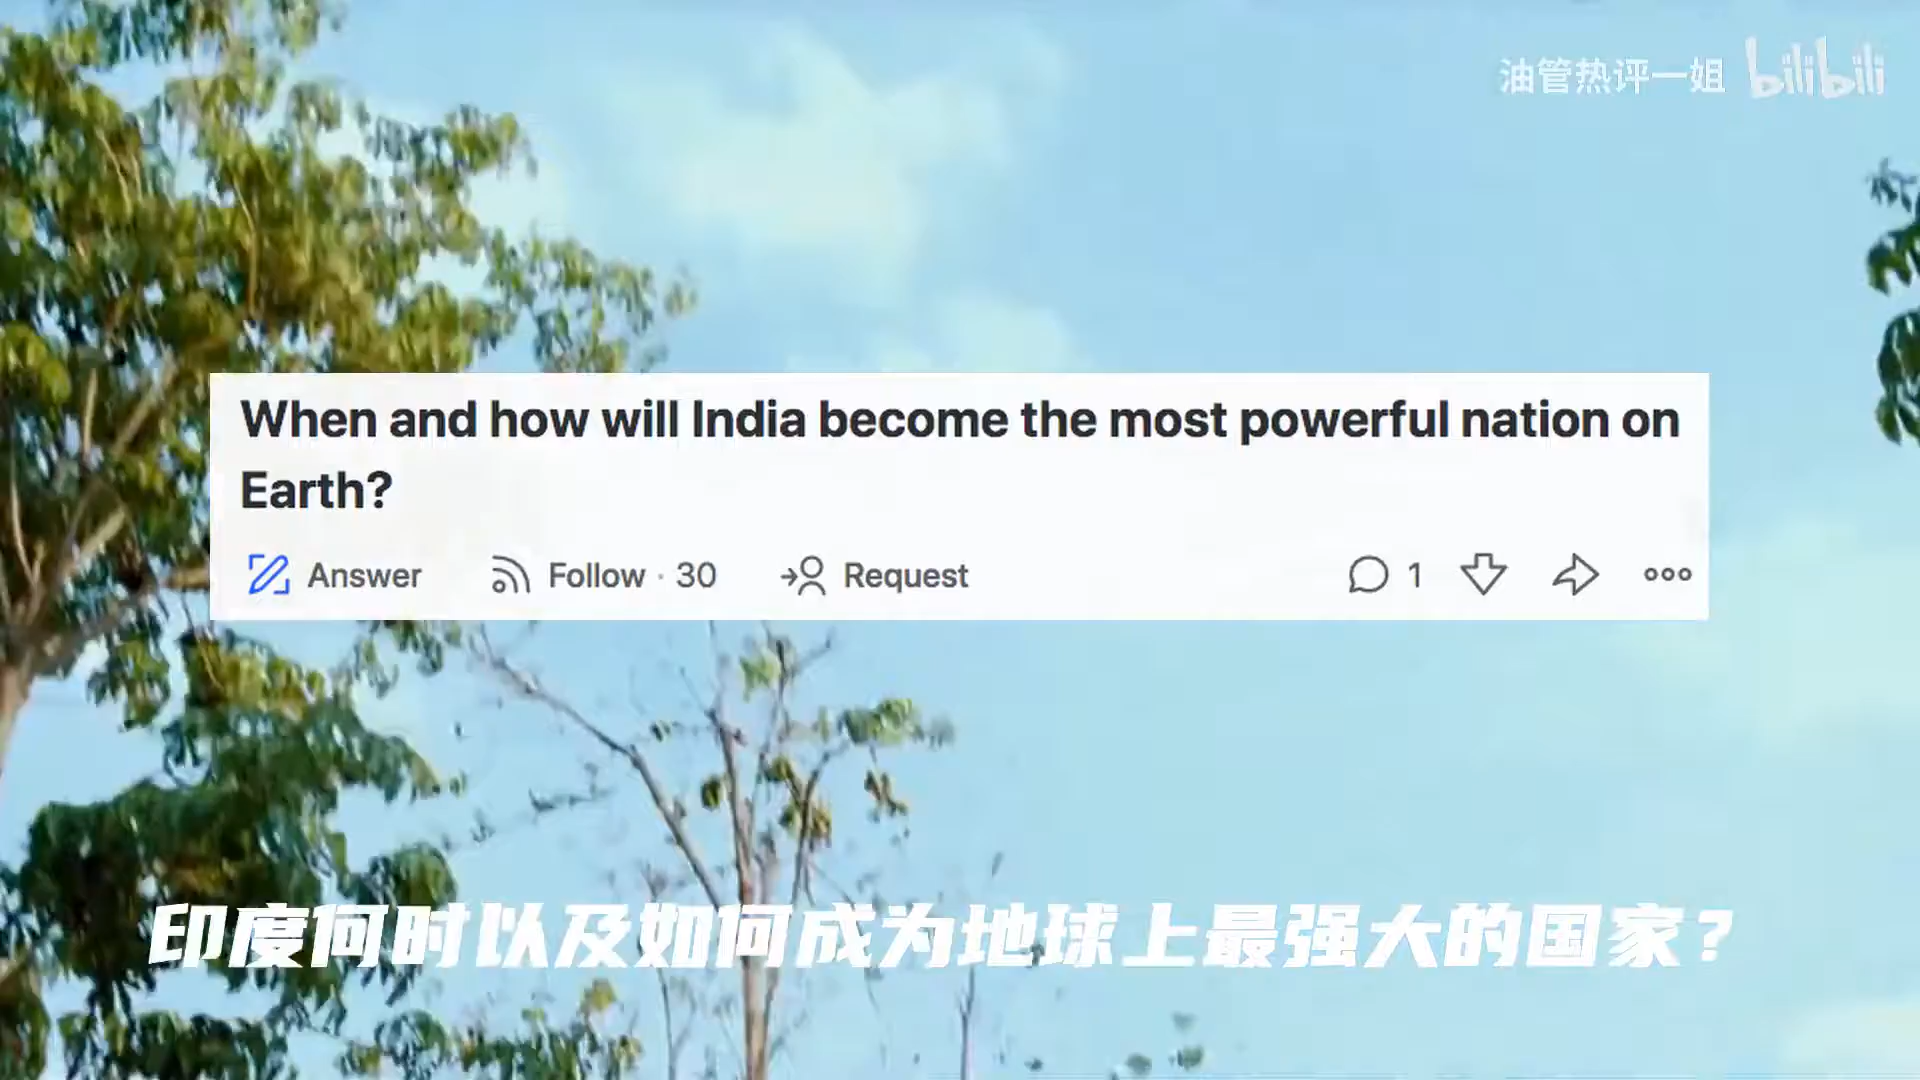 油管热评一姐 bilibili
When and how will India become the most powerful nation on
Earth?
Answer Follow · 30 Request 1
印度何时以及如何成为地球上最强大的国家？